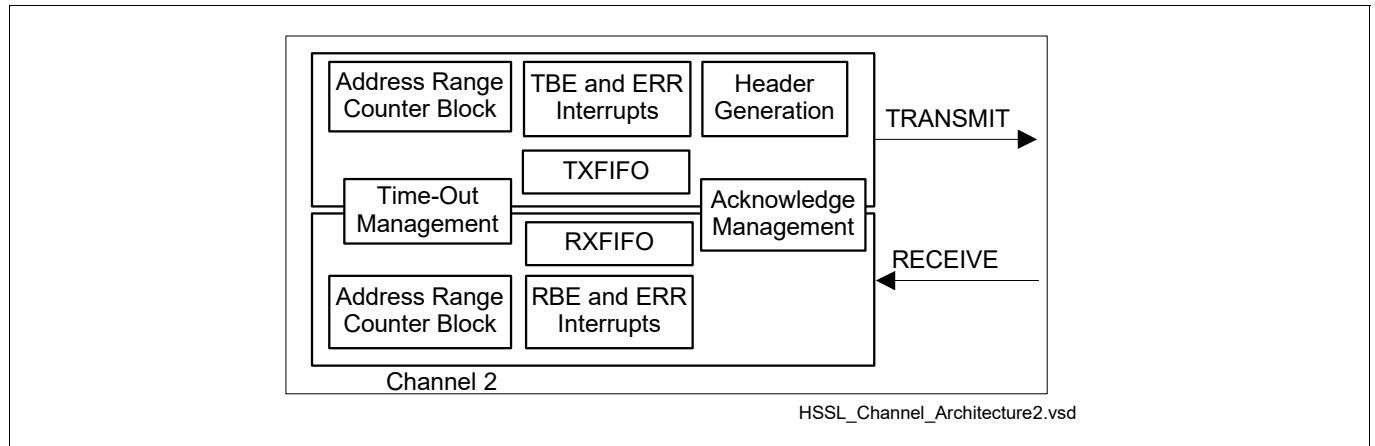 Address Range
Counter Block
TBE and ERR
Interrupts
Header
Generation
TRANSMIT
TXFIFO
Time-Out
Management
Acknowledge
Management
RXFIFO
RECEIVE
Address Range
Counter Block
RBE and ERR
Interrupts
Channel 2
HSSL_Channel_Architecture2.vsd